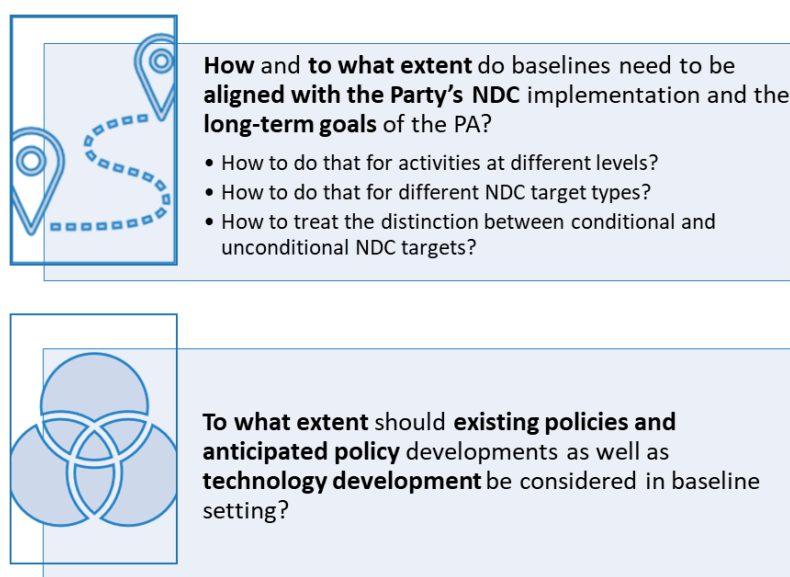 How and to what extent do baselines need to be
aligned with the Party's NDC implementation and the
long-term goals of the PA?
• How to do that for activities at different levels?
• How to do that for different NDC target types?
• How to treat the distinction between conditional and
unconditional NDC targets?
To what extent should existing policies and
anticipated policy developments as well as
technology development be considered in baseline
setting?